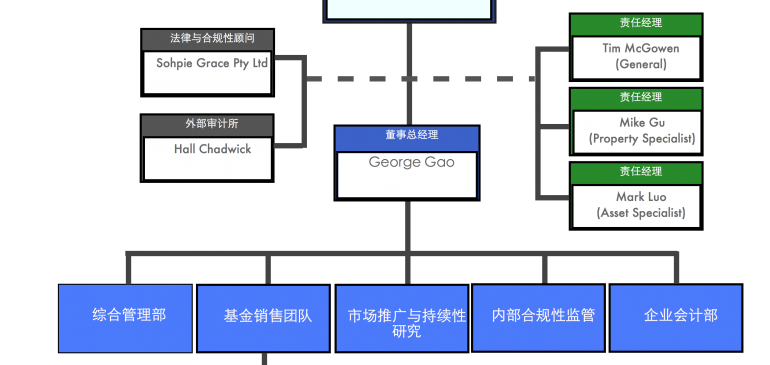 法律与合规性顾问
Sohpie Grace Pty Ltd
外部审计所
Hall Chadwick
董事总经理
George Gao
责任经理
Tim McGowen
(General)
责任经理
Mike Gu
(Property Specialist)
责任经理
Mark Luo
(Asset Specialist)
综合管理部
基金销售团队
市场推广与持续性
研究
内部合规性监管
企业会计部